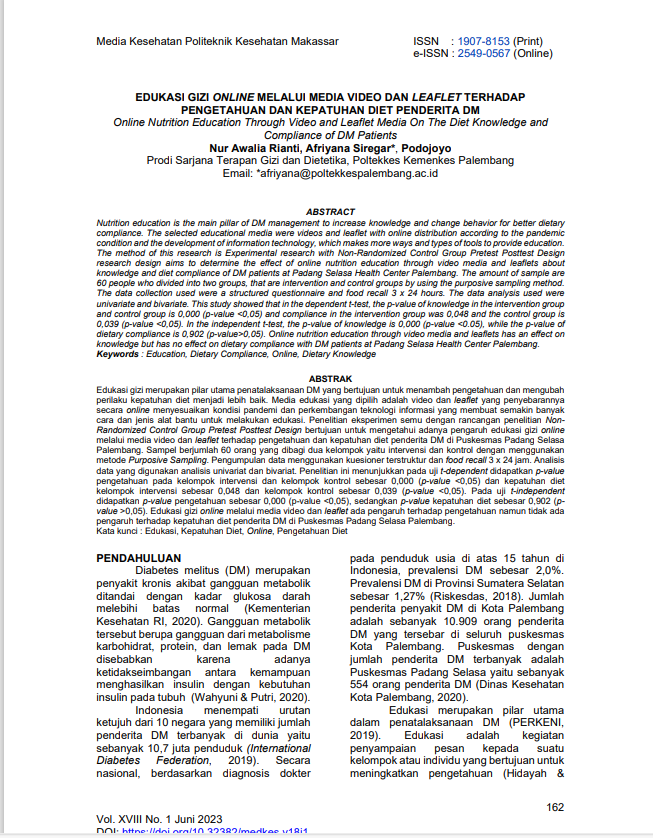 Media Kesehatan Politeknik Kesehatan Makassar
ISSN : 1907-8153 (Print)
e-ISSN : 2549-0567 (Online)
EDUKASI GIZI ONLINE MELALUI MEDIA VIDEO DAN LEAFLET TERHADAP
PENGETAHUAN DAN KEPATUHAN DIET PENDERITA DM
Online Nutrition Education Through Video and Leaflet Media On The Diet Knowledge and
Compliance of DM Patients
Nur Awalia Rianti, Afriyana Siregar*, Podojoyo
Prodi Sarjana Terapan Gizi dan Dietetika, Poltekkes Kemenkes Palembang
Email: *afriyana@poltekkespalembang.ac.id
ABSTRACT
Nutrition education is the main pillar of DM management to increase knowledge and change behavior for better dietary
compliance. The selected educational media were videos and leaflet with online distribution according to the pandemic
condition and the development of information technology, which makes more ways and types of tools to provide education.
The method of this research is Experimental research with Non-Randomized Control Group Pretest Posttest Design
research design aims to determine the effect of online nutrition education through video media and leaflets about
knowledge and diet compliance of DM patients at Padang Selasa Health Center Palembang. The amount of sample are
60 people who divided into two groups, that are intervention and control groups by using the purposive sampling method.
The data collection used were a structured questionnaire and food recall 3 x 24 hours. The data analysis used were
univariate and bivariate. This study showed that in the dependent t-test, the p-value of knowledge in the intervention group
and control group is 0,000 (p-value <0,05) and compliance in the intervention group was 0,048 and the control group is
0,039 (p-value <0,05). In the independent t-test, the p-value of knowledge is 0,000 (p-value <0.05), while the p-value of
dietary compliance is 0,902 (p-value>0,05). Online nutrition education through video media and leaflets has an effect on
knowledge but has no effect on dietary compliance with DM patients at Padang Selasa Health Center Palembang.
Keywords : Education, Dietary Compliance, Online, Dietary Knowledge
ABSTRAK
Edukasi gizi merupakan pilar utama penatalaksanaan DM yang bertujuan untuk menambah pengetahuan dan mengubah
perilaku kepatuhan diet menjadi lebih baik. Media edukasi yang dipilih adalah video dan leaflet yang penyebarannya
secara online menyesuaikan kondisi pandemi dan perkembangan teknologi informasi yang membuat semakin banyak
cara dan jenis alat bantu untuk melakukan edukasi. Penelitian eksperimen semu dengan rancangan penelitian Non-
Randomized Control Group Pretest Posttest Design bertujuan untuk mengetahui adanya pengaruh edukasi gizi online
melalui media video dan leaflet terhadap pengetahuan dan kepatuhan diet penderita DM di Puskesmas Padang Selasa
Palembang. Sampel berjumlah 60 orang yang dibagi dua kelompok yaitu intervensi dan kontrol dengan menggunakan
metode Purposive Sampling. Pengumpulan data menggunakan kuesioner terstruktur dan food recall 3 x 24 jam. Analisis
data yang digunakan analisis univariat dan bivariat. Penelitian ini menunjukkan pada uji t-dependent didapatkan p-value
pengetahuan pada kelompok intervensi dan kelompok kontrol sebesar 0,000 (p-value <0,05) dan kepatuhan diet
kelompok intervensi sebesar 0,048 dan kelompok kontrol sebesar 0,039 (p-value <0,05). Pada uji t-independent
didapatkan p-value pengetahuan sebesar 0,000 (p-value <0,05), sedangkan p-value kepatuhan diet sebesar 0,902 (p-
value >0,05). Edukasi gizi online melalui media video dan leaflet ada pengaruh terhadap pengetahuan namun tidak ada
pengaruh terhadap kepatuhan diet penderita DM di Puskesmas Padang Selasa Palembang.
Kata kunci : Edukasi, Kepatuhan Diet, Online, Pengetahuan Diet
PENDAHULUAN
Diabetes melitus (DM) merupakan
penyakit kronis akibat gangguan metabolik
ditandai dengan kadar glukosa darah
melebihi batas normal (Kementerian
Kesehatan RI, 2020). Gangguan metabolik
tersebut berupa gangguan dari metabolisme
karbohidrat, protein, dan lemak pada DM
disebabkan karena adanya
ketidakseimbangan antara kemampuan
menghasilkan insulin dengan kebutuhan
insulin pada tubuh (Wahyuni & Putri, 2020).
Indonesia menempati urutan
ketujuh dari 10 negara yang memiliki jumlah
penderita DM terbanyak di dunia yaitu
sebanyak 10,7 juta penduduk (International
Diabetes Federation, 2019). Secara
nasional, berdasarkan diagnosis dokter
pada penduduk usia di atas 15 tahun di
Indonesia, prevalensi DM sebesar 2,0%.
Prevalensi DM di Provinsi Sumatera Selatan
sebesar 1,27% (Riskesdas, 2018). Jumlah
penderita penyakit DM di Kota Palembang
adalah sebanyak 10.909 orang penderita
DM yang tersebar di seluruh puskesmas
Kota Palembang. Puskesmas dengan
jumlah penderita DM terbanyak adalah
Puskesmas Padang Selasa yaitu sebanyak
554 orang penderita DM (Dinas Kesehatan
Kota Palembang, 2020).
Edukasi merupakan pilar utama
dalam penatalaksanaan DM (PERKENI,
2019). Edukasi adalah kegiatan
penyampaian pesan kepada suatu
kelompok atau individu yang bertujuan untuk
meningkatkan pengetahuan (Hidayah &
162
Vol. XVIII No. 1 Juni 2023
DOI: https://doi.org/10.32382/medkes.v18i1